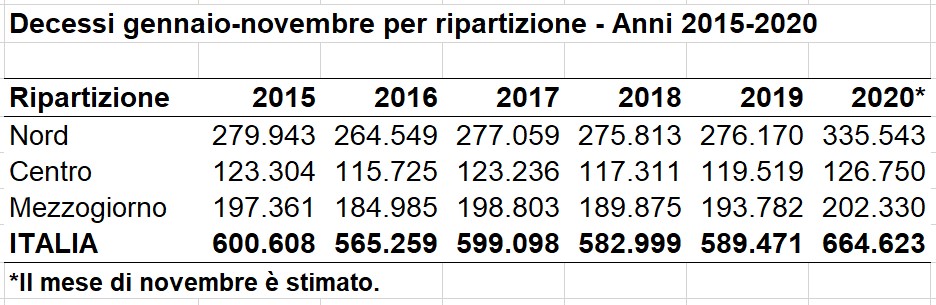 Decessi gennaio-novembre per ripartizione - Anni 2015-2020
Ripartizione 2015 2016 2017 2018 2019 2020*
Nord 279.943 264.549 277.059 275.813 276.170 335.543
Centro 123.304 115.725 123.236 117.311 119.519 126.750
Mezzogiorno 197.361 184.985 198.803 189.875 193.782 202.330
ITALIA 600.608 565.259 599.098 582.999 589.471 664.623
*Il mese di novembre è stimato.